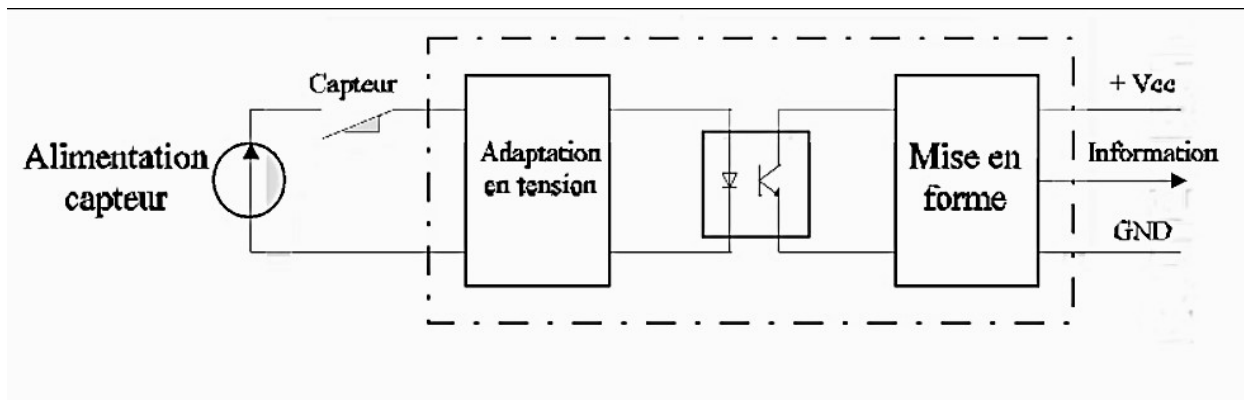 Capteur
Alimentation
capteur
Adaptation
en tension
Mise en
forme
+ Vcc
Information
GND